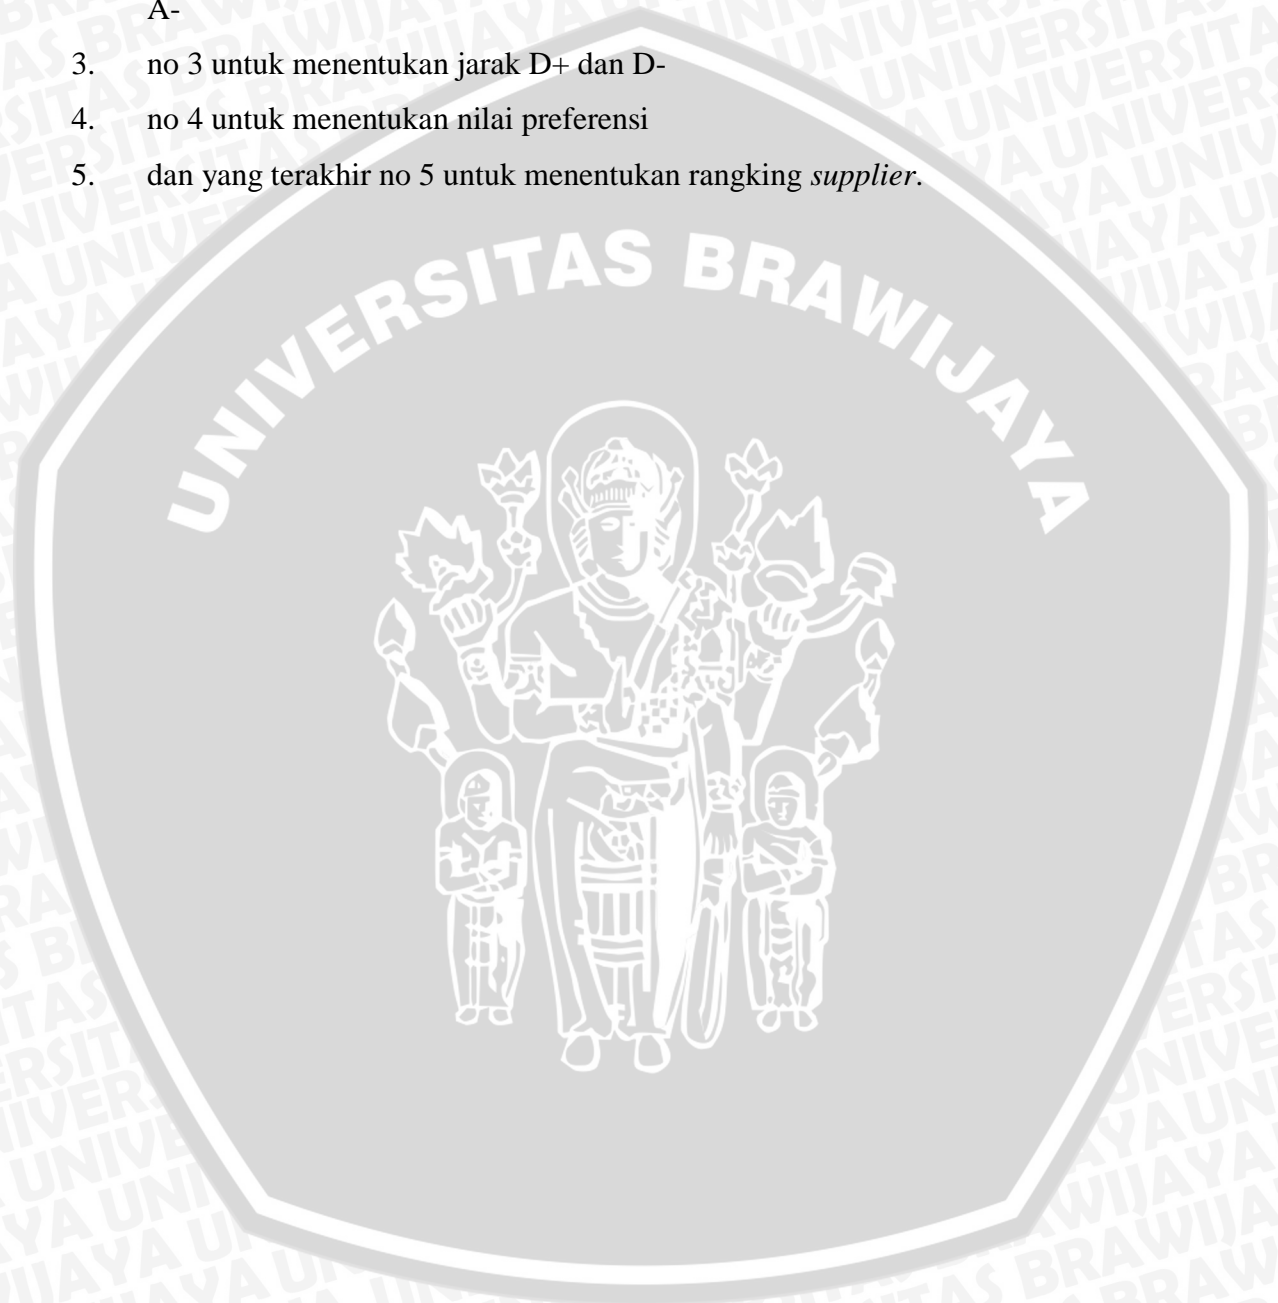 A-
3. no 3 untuk menentukan jarak D+ dan D-
4. no 4 untuk menentukan nilai preferensi
5. dan yang terakhir no 5 untuk menentukan rangking supplier.
UNIVERSITAS BRAWIJAYA